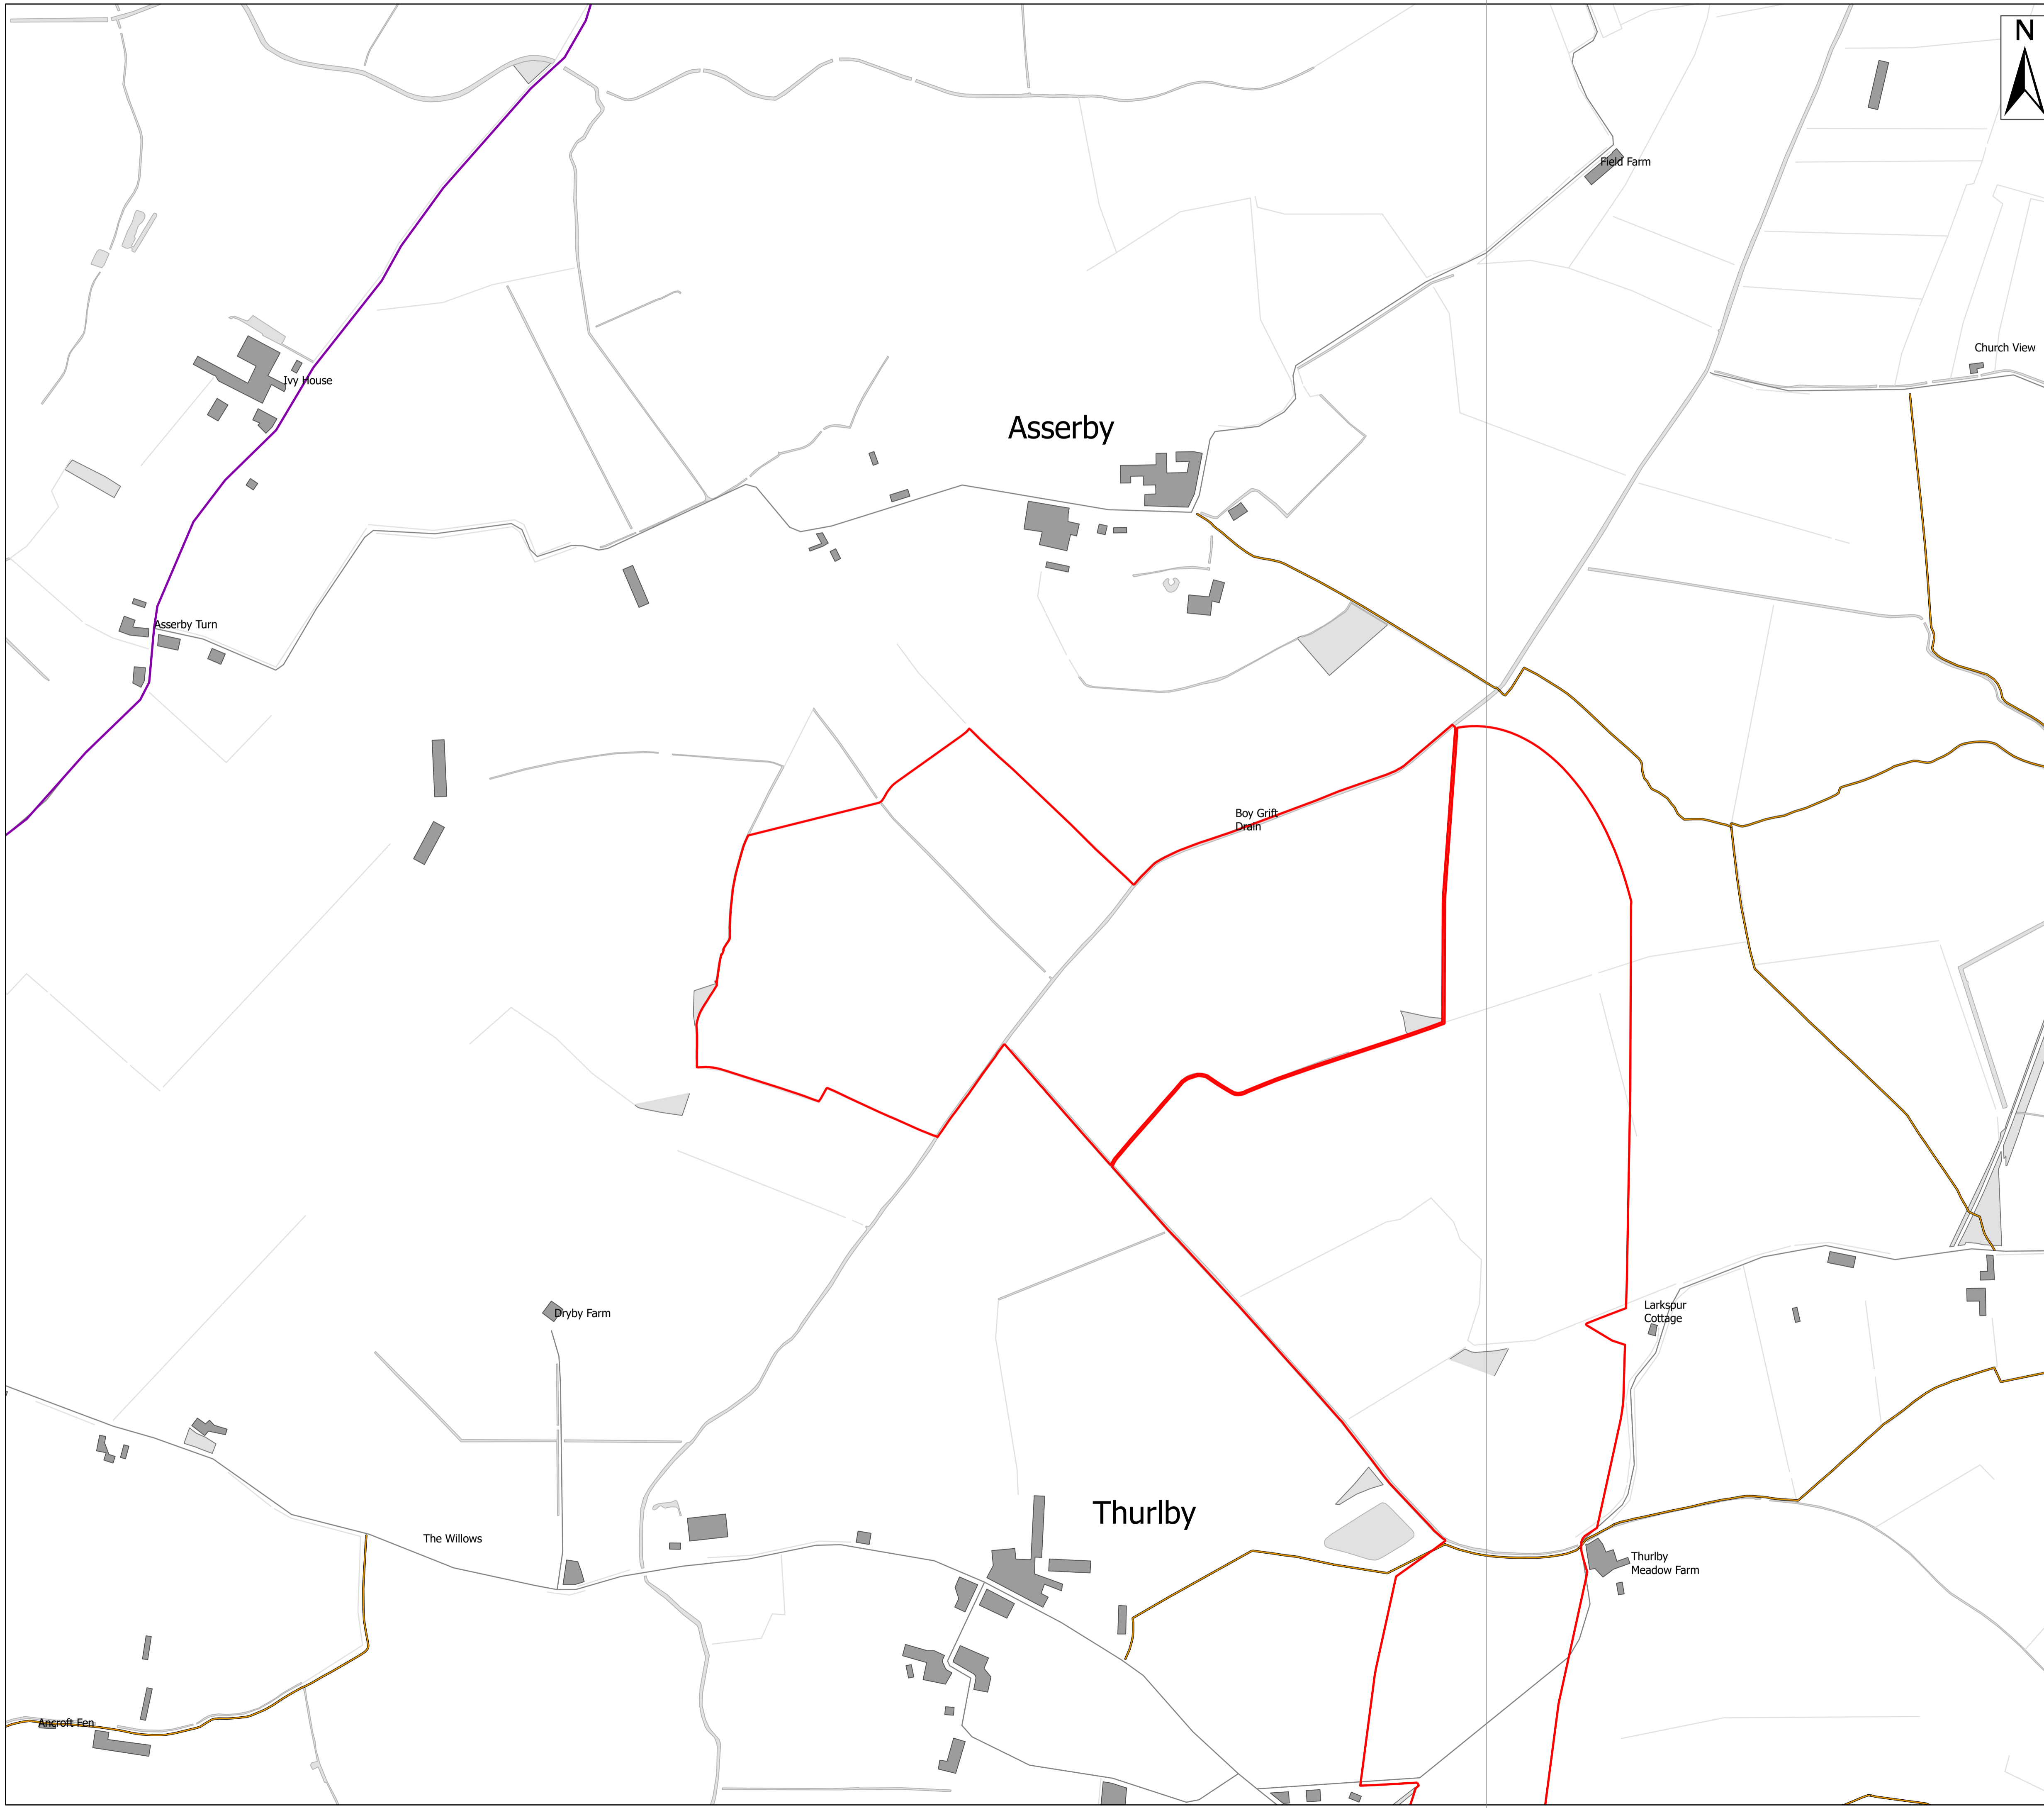 N
Field Farm
Church View
Ivy House
Asserby
Asserby Turn
Boy Grift
Drain
Larkspur
Cottage
Dryby Farm
Thurlby
The Willows
Thurlby
Meadow Farm
Ancroft Fen